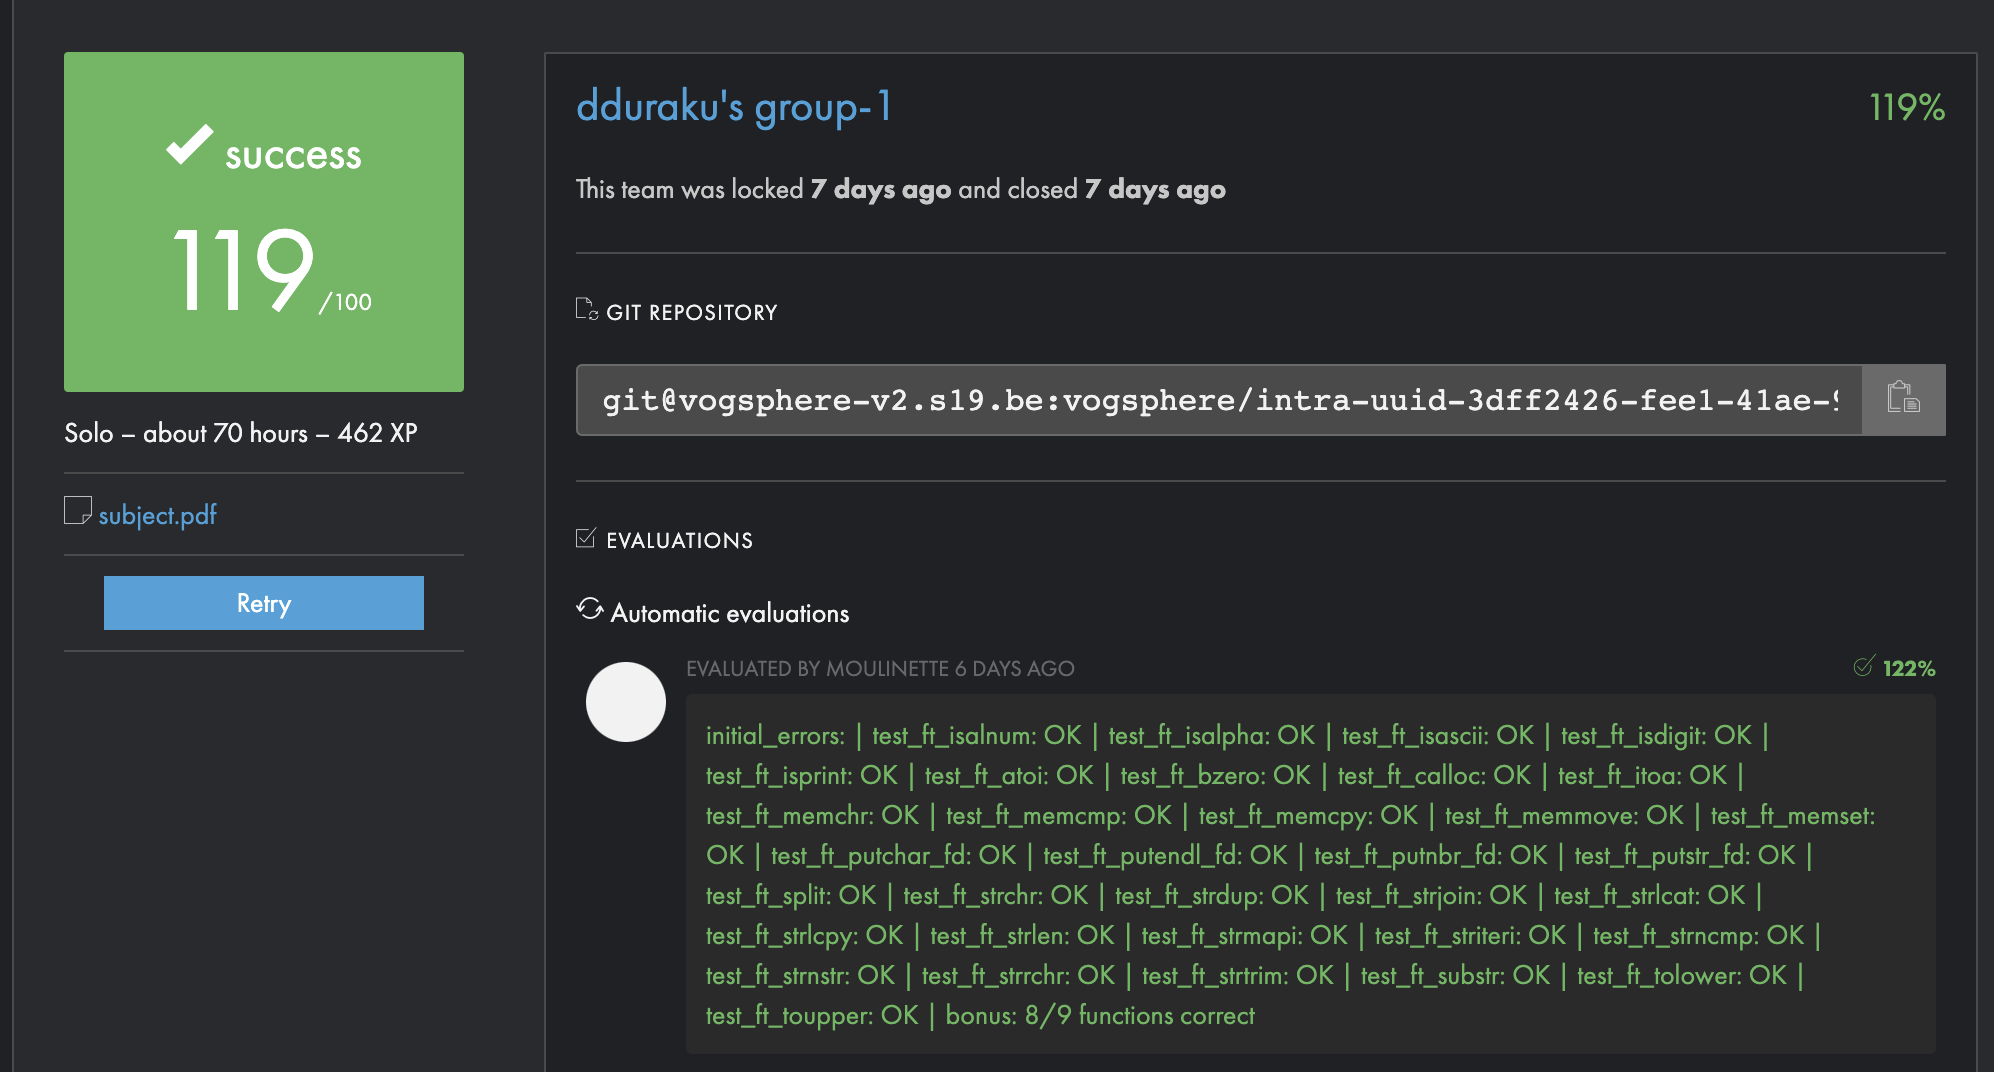 success
119 /100
Solo – about 70 hours – 462 XP
subject.pdf
Retry
dduraku's group-1
119%
This team was locked 7 days ago and closed 7 days ago
GIT REPOSITORY
git@vogsphere-v2.s19.be:vogsphere/intra-uuid-3dff2426-fee1-41ae-
EVALUATIONS
Automatic evaluations
EVALUATED BY MOULINETTE 6 DAYS AGO
122%
initial_errors: | test_ft_isalnum: OK | test_ft_isalpha: OK | test_ft_isascii: OK | test_ft_isdigit: OK |
test_ft_isprint: OK | test_ft_atoi: OK | test_ft_bzero: OK | test_ft_calloc: OK | test_ft_itoa: OK |
test_ft_memchr: OK | test_ft_memcmp: OK | test_ft_memcpy: OK | test_ft_memmove: OK | test_ft_memset:
OK | test_ft_putchar_fd: OK | test_ft_putendl_fd: OK | test_ft_putnbr_fd: OK | test_ft_putstr_fd: OK |
test_ft_split: OK | test_ft_strchr: OK | test_ft_strdup: OK | test_ft_strjoin: OK | test_ft_strlcat: OK |
test_ft_strlcpy: OK | test_ft_strlen: OK | test_ft_strmapi: OK | test_ft_striteri: OK | test_ft_strncmp: OK |
test_ft_strnstr: OK | test_ft_strrchr: OK | test_ft_strtrim: OK | test_ft_substr: OK | test_ft_tolower: OK |
test_ft_toupper: OK | bonus: 8/9 functions correct